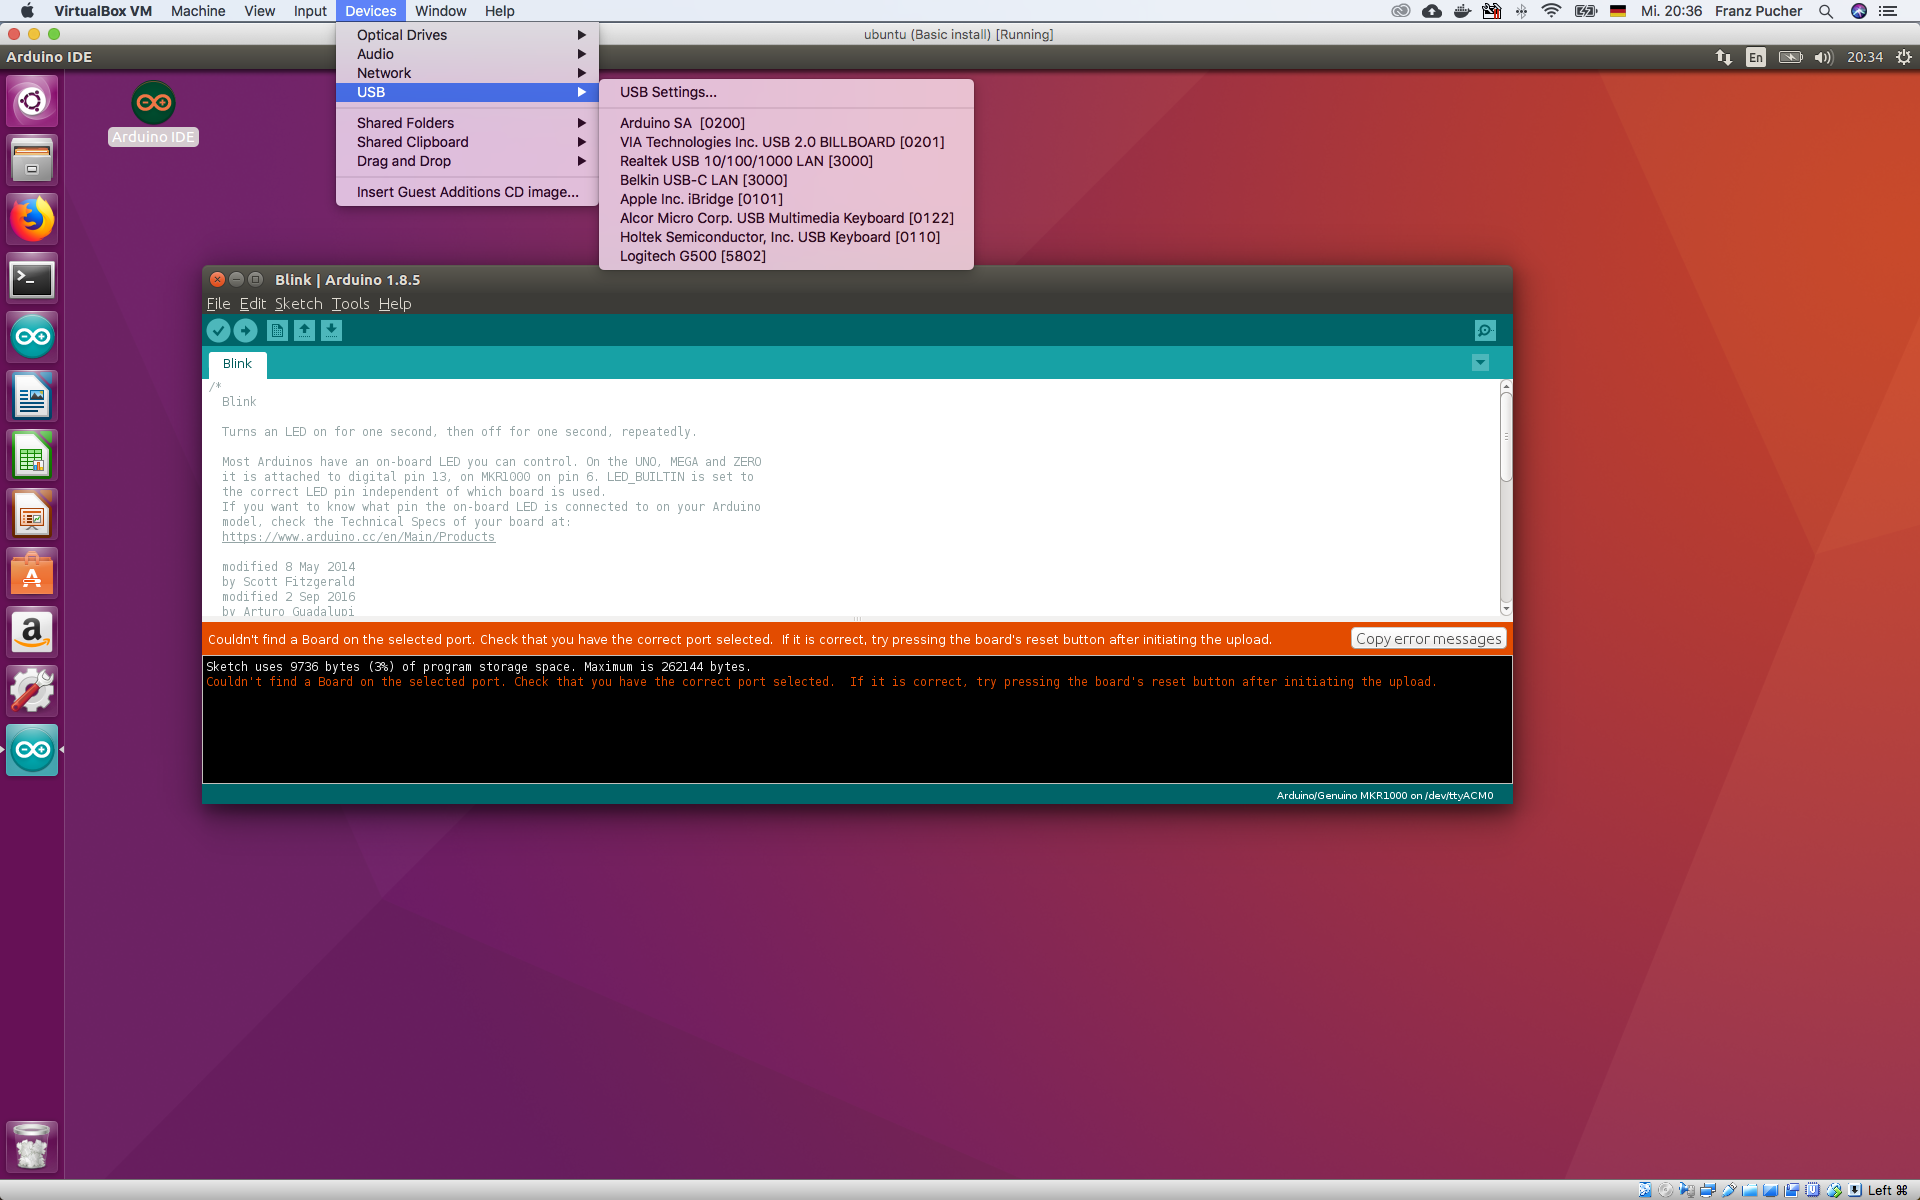 VirtualBox VM Machine View Input Devices Window Help Mi. 20:36 Franz Pucher
ubuntu (Basic install) [Running]
Arduino IDE En 20:34
Arduino IDE
Optical Drives
Audio
Network
USB
Shared Folders
Shared Clipboard
Drag and Drop
Insert Guest Additions CD image...
USB Settings...
Arduino SA [0200]
VIA Technologies Inc. USB 2.0 BILLBOARD [0201]
Realtek USB 10/100/1000 LAN [3000]
Belkin USB-C LAN [3000]
Apple Inc. iBridge [0101]
Alcor Micro Corp. USB Multimedia Keyboard [0122]
Holtek Semiconductor, Inc. USB Keyboard [0110]
Logitech G500 [5802]
Blink | Arduino 1.8.5
File Edit Sketch Tools Help
Blink
/*
Blink
Turns an LED on for one second, then off for one second, repeatedly.
Most Arduinos have an on-board LED you can control. On the UNO, MEGA and ZERO
it is attached to digital pin 13, on MKR1000 on pin 6. LED_BUILTIN is set to
the correct LED pin independent of which board is used.
If you want to know what pin the on-board LED is connected to on your Arduino
model, check the Technical Specs of your board at:
https://www.arduino.cc/en/Main/Products
modified 8 May 2014
by Scott Fitzgerald
modified 2 Sep 2016
by Arturo Guadalupi
Couldn't find a Board on the selected port. Check that you have the correct port selected. If it is correct, try pressing the board's reset button after initiating the upload.
Copy error messages
Sketch uses 9736 bytes (3%) of program storage space. Maximum is 262144 bytes.
Couldn't find a Board on the selected port. Check that you have the correct port selected. If it is correct, try pressing the board's reset button after initiating the upload.
Arduino/Genuino MKR1000 on /dev/ttyACM0
a
Left ⌘